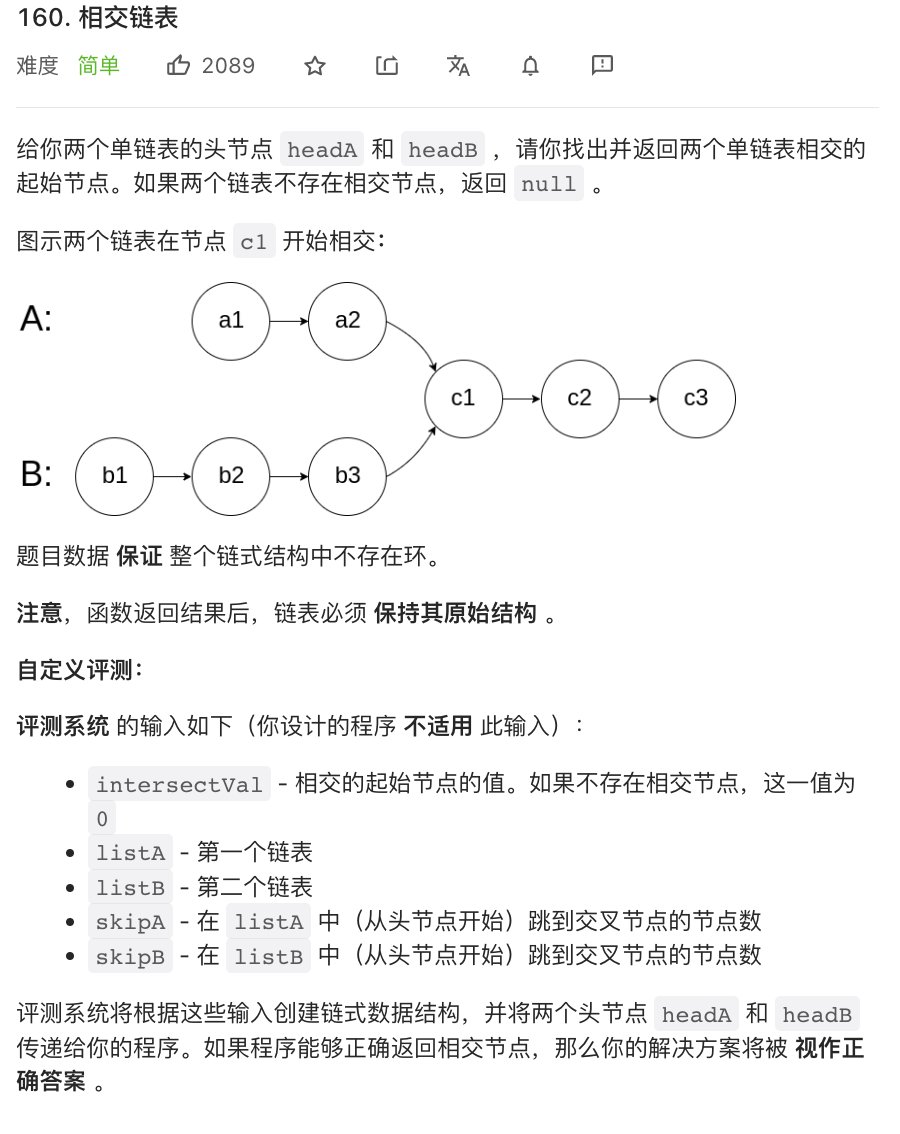 160. 相交链表
难度 简单 2089
给你两个单链表的头节点 headA 和 headB ，请你找出并返回两个单链表相交的
起始节点。如果两个链表不存在相交节点，返回 null 。
图示两个链表在节点 c1 开始相交：
A: a1 a2
c1 c2 c3
B: b1 b2 b3
题目数据 保证 整个链式结构中不存在环。
注意，函数返回结果后，链表必须 保持其原始结构 。
自定义评测：
评测系统 的输入如下（你设计的程序 不适用 此输入）：
intersectVal - 相交的起始节点的值。如果不存在相交节点，这一值为
0
listA - 第一个链表
listB - 第二个链表
skipA - 在 listA 中（从头节点开始）跳到交叉节点的节点数
skipB - 在 listB 中（从头节点开始）跳到交叉节点的节点数
评测系统将根据这些输入创建链式数据结构，并将两个头节点 headA 和 headB
传递给你的程序。如果程序能够正确返回相交节点，那么你的解决方案将被 视作正
确答案 。